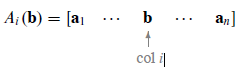 Aᵢ(b) = [a₁ ⋯ b ⋯ aₙ]
↑
col i